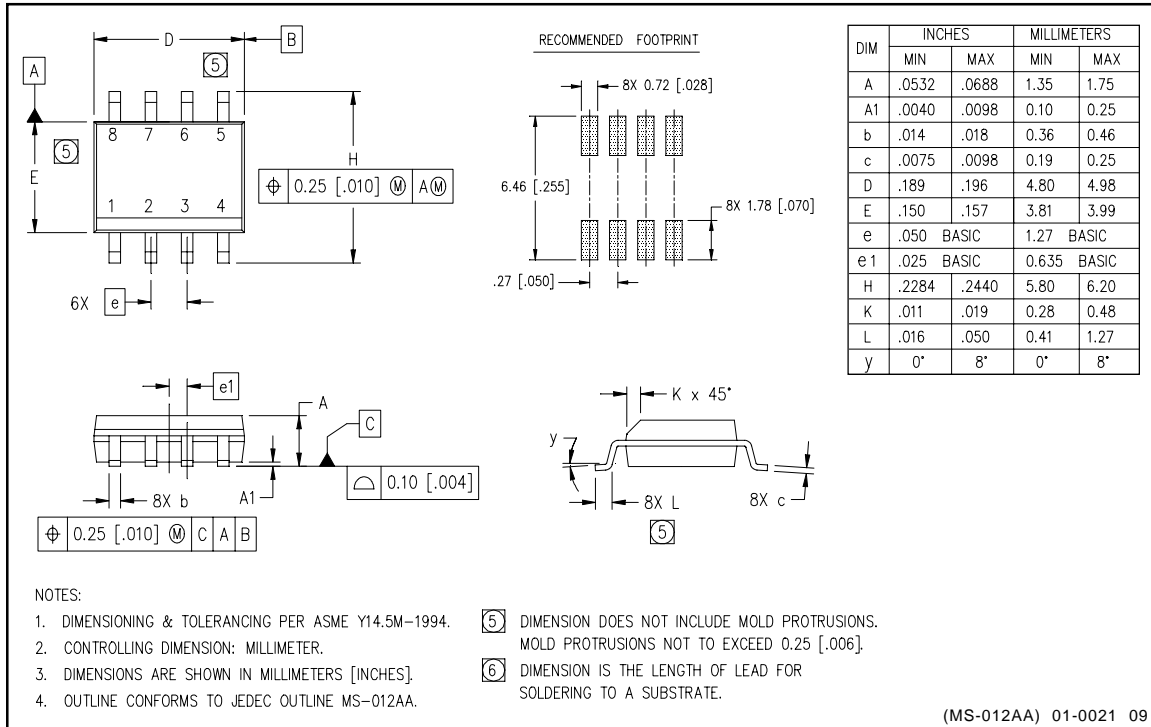 D
B
A
5
8 7 6 5
5
E
H
⌖ 0.25 [.010] Ⓜ AⓂ
1 2 3 4
6X e
RECOMMENDED FOOTPRINT
8X 0.72 [.028]
6.46 [.255]
8X 1.78 [.070]
.27 [.050]
DIM INCHES MILLIMETERS
MIN MAX MIN MAX
A .0532 .0688 1.35 1.75
A1 .0040 .0098 0.10 0.25
b .014 .018 0.36 0.46
c .0075 .0098 0.19 0.25
D .189 .196 4.80 4.98
E .150 .157 3.81 3.99
e .050 BASIC 1.27 BASIC
e1 .025 BASIC 0.635 BASIC
H .2284 .2440 5.80 6.20
K .011 .019 0.28 0.48
L .016 .050 0.41 1.27
y 0° 8° 0° 8°
e1
A
C
8X b
A1
⌓ 0.10 [.004]
⌖ 0.25 [.010] Ⓜ C A B
K x 45°
y
8X L
8X c
5
NOTES:
1. DIMENSIONING & TOLERANCING PER ASME Y14.5M-1994.
2. CONTROLLING DIMENSION: MILLIMETER.
3. DIMENSIONS ARE SHOWN IN MILLIMETERS [INCHES].
4. OUTLINE CONFORMS TO JEDEC OUTLINE MS-012AA.
5 DIMENSION DOES NOT INCLUDE MOLD PROTRUSIONS.
MOLD PROTRUSIONS NOT TO EXCEED 0.25 [.006].
6 DIMENSION IS THE LENGTH OF LEAD FOR
SOLDERING TO A SUBSTRATE.
(MS-012AA) 01-0021 09